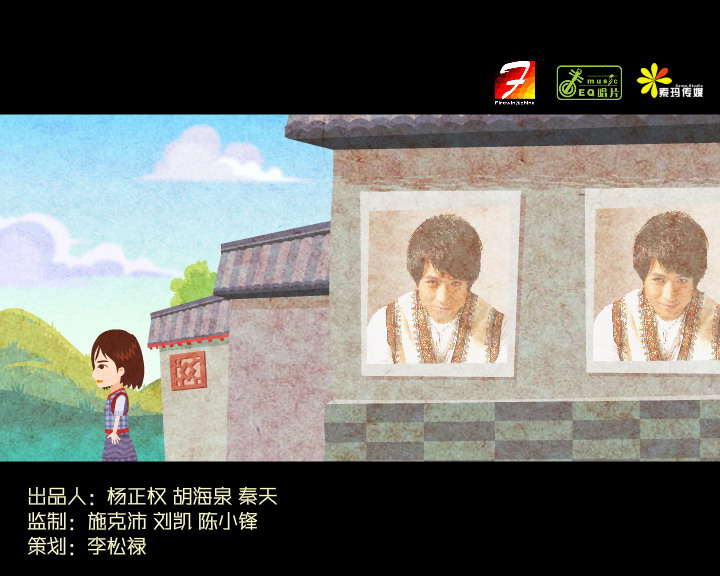 music
EQ唱片
秦玛传媒
出品人：杨正权 胡海泉 秦天
监制：施克沛 刘凯 陈小锋
策划：李松禄